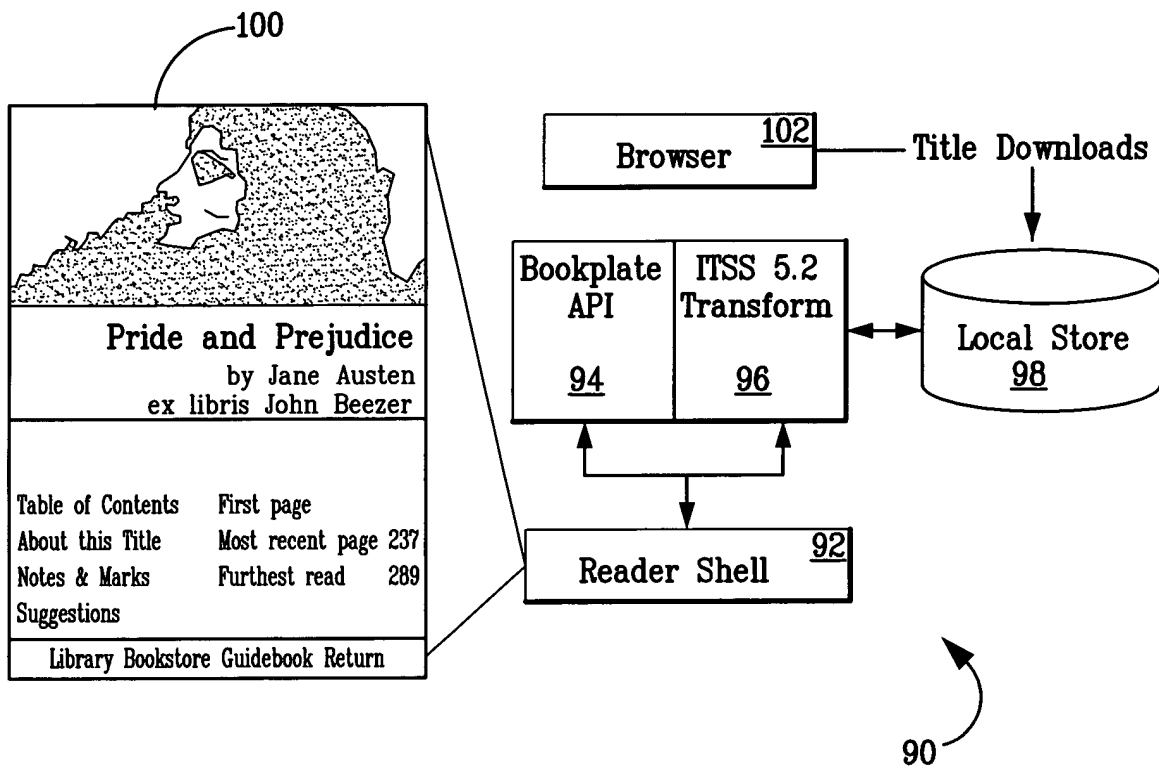 100
Pride and Prejudice
by Jane Austen
ex libris John Beezer
Table of Contents First page
About this Title Most recent page 237
Notes & Marks Furthest read 289
Suggestions
Library Bookstore Guidebook Return
Browser 102
Title Downloads
Bookplate
API
94
ITSS 5.2
Transform
96
Local Store
98
Reader Shell 92
90